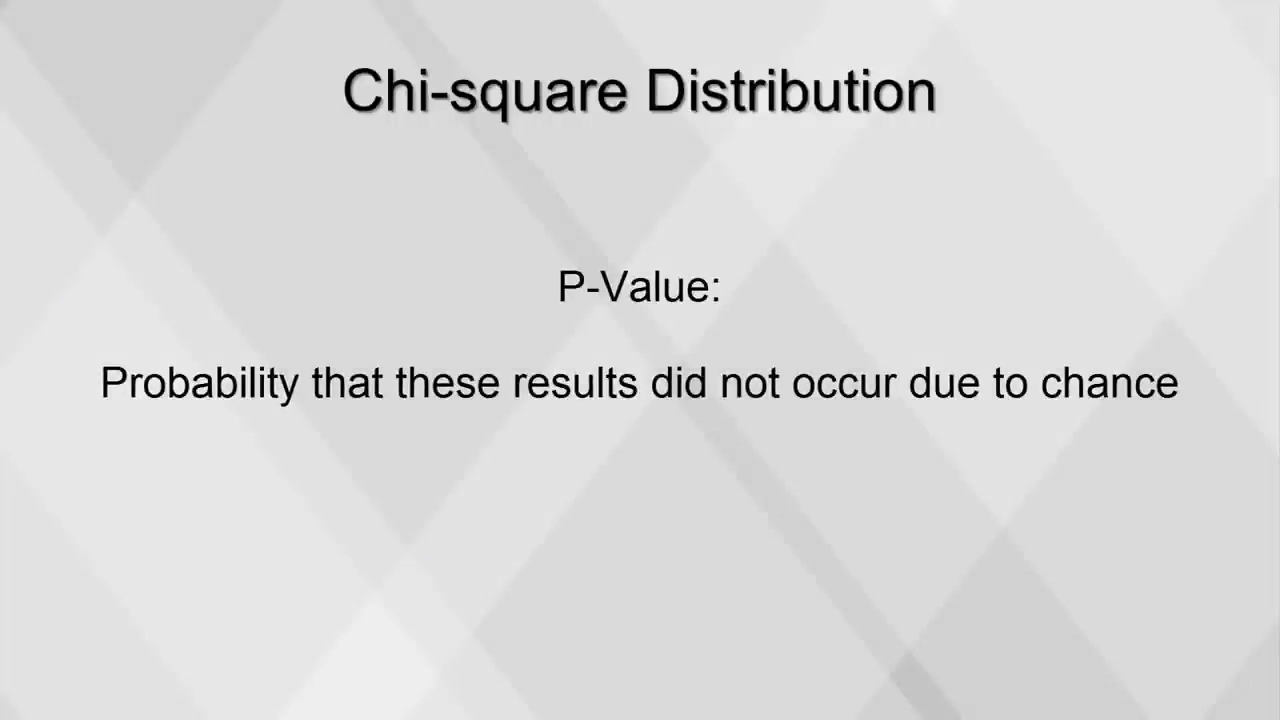 Chi-square Distribution
P-Value:
Probability that these results did not occur due to chance